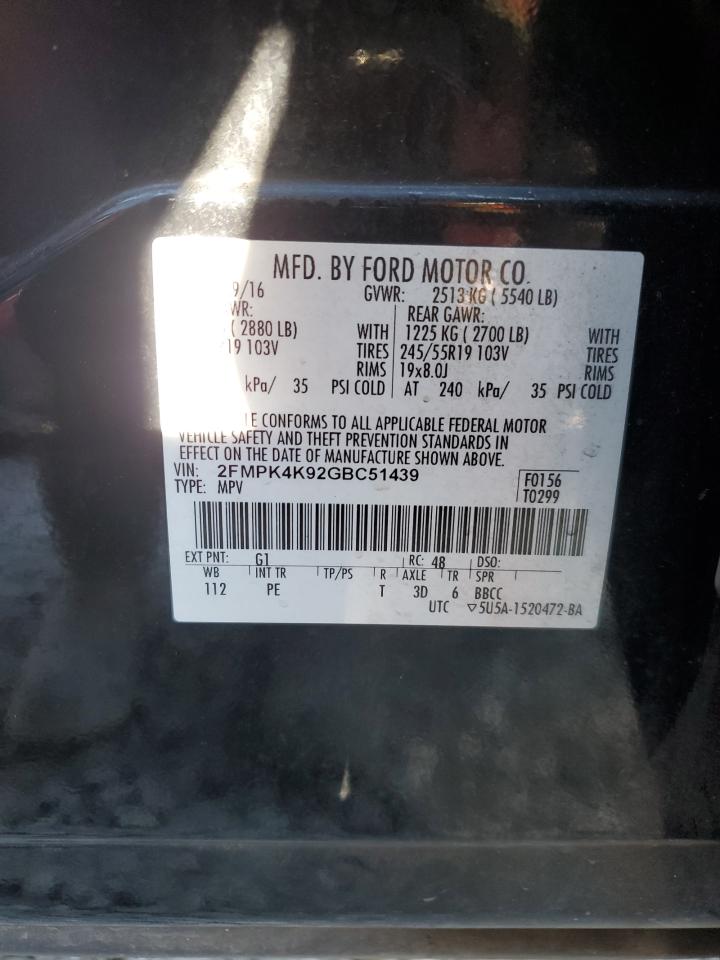 MFD. BY FORD MOTOR CO.
9/16 GVWR: 2513 KG ( 5540 LB)
WR: REAR GAWR:
( 2880 LB) WITH 1225 KG ( 2700 LB) WITH
19 103V TIRES 245/55R19 103V TIRES
RIMS 19x8.0J RIMS
kPa/ 35 PSI COLD AT 240 kPa/ 35 PSI COLD
LE CONFORMS TO ALL APPLICABLE FEDERAL MOTOR
VEHICLE SAFETY AND THEFT PREVENTION STANDARDS IN
EFFECT ON THE DATE OF MANUFACTURE SHOWN ABOVE.
VIN: 2FMPK4K92GBC51439 F0156
TYPE: MPV T0299
EXT PNT: G1 RC: 48 DSO:
WB INT TR TP/PS R AXLE TR SPR
112 PE T 3D 6 BBCC
UTC ▽5U5A-1520472-BA